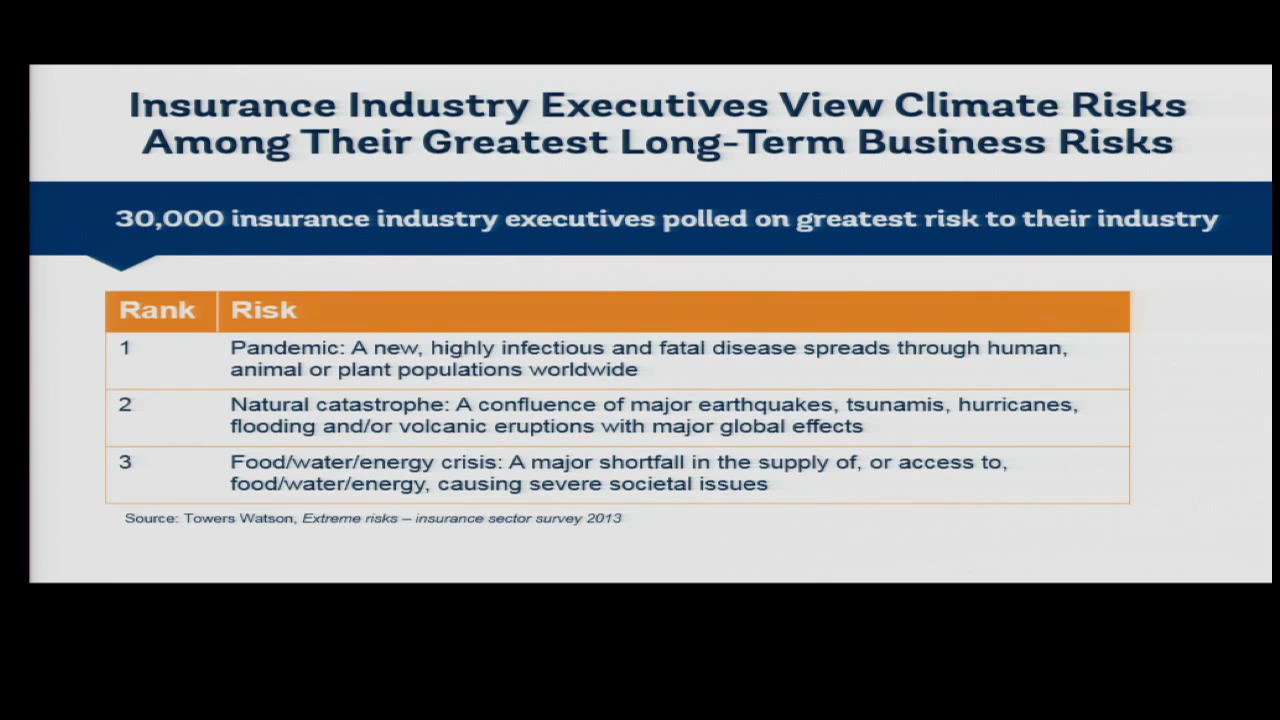 Insurance Industry Executives View Climate Risks
Among Their Greatest Long-Term Business Risks
30,000 insurance industry executives polled on greatest risk to their industry
Rank Risk
1 Pandemic: A new, highly infectious and fatal disease spreads through human,
animal or plant populations worldwide
2 Natural catastrophe: A confluence of major earthquakes, tsunamis, hurricanes,
flooding and/or volcanic eruptions with major global effects
3 Food/water/energy crisis: A major shortfall in the supply of, or access to,
food/water/energy, causing severe societal issues
Source: Towers Watson, Extreme risks – insurance sector survey 2013